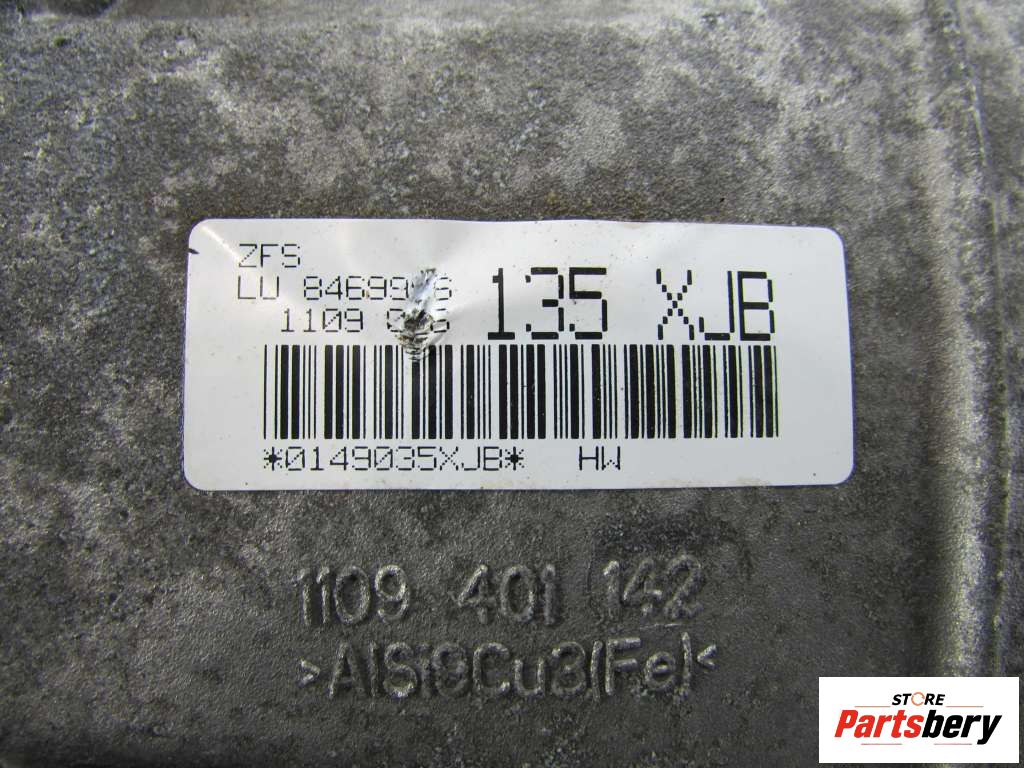 ZFS
LU
1109
135 XJB
*0149035XJB* HW
1109 401 142
>AlSi9Cu3(Fe)<
STORE
Partsbery